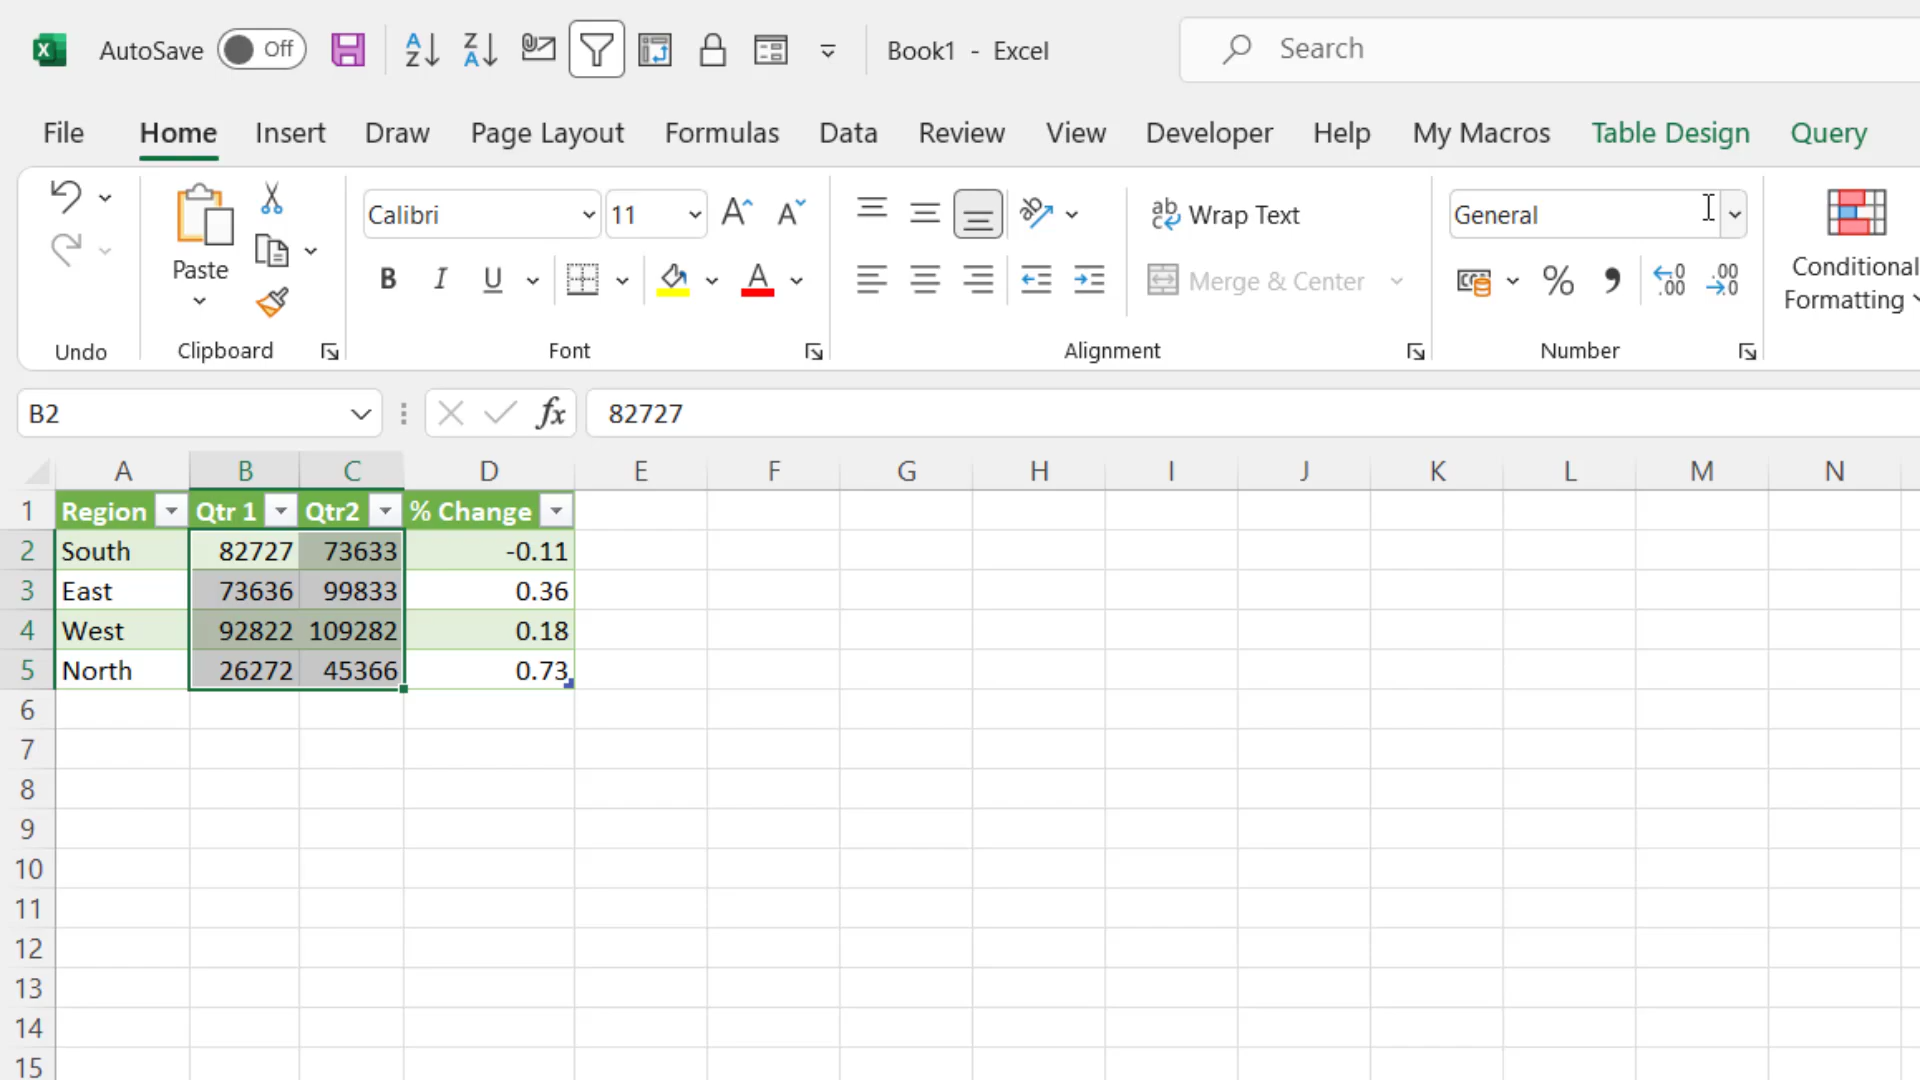 AutoSave Off Book1 - Excel Search
File Home Insert Draw Page Layout Formulas Data Review View Developer Help My Macros Table Design Query
Calibri 11 Wrap Text General
Paste B I U Merge & Center % Conditional Formatting
Undo Clipboard Font Alignment Number
B2 fx 82727
A B C D E F G H I J K L M N
1 Region Qtr 1 Qtr2 % Change
2 South 82727 73633 -0.11
3 East 73636 99833 0.36
4 West 92822 109282 0.18
5 North 26272 45366 0.73
6
7
8
9
10
11
12
13
14
15